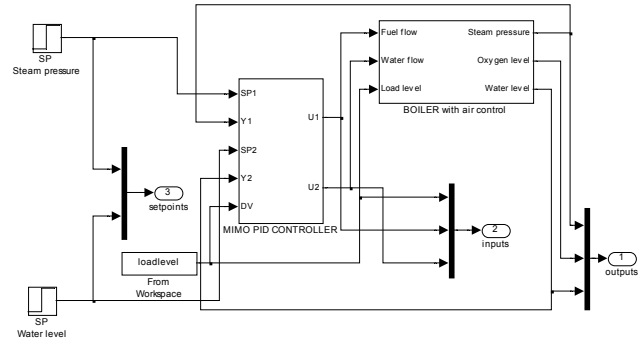 SP
Steam pressure
SP1
Y1
SP2
Y2
DV
U1
U2
MIMO PID CONTROLLER
Fuel flow
Water flow
Load level
Steam pressure
Oxygen level
Water level
BOILER with air control
3
setpoints
loadlevel
From
Workspace
2
inputs
1
outputs
SP
Water level